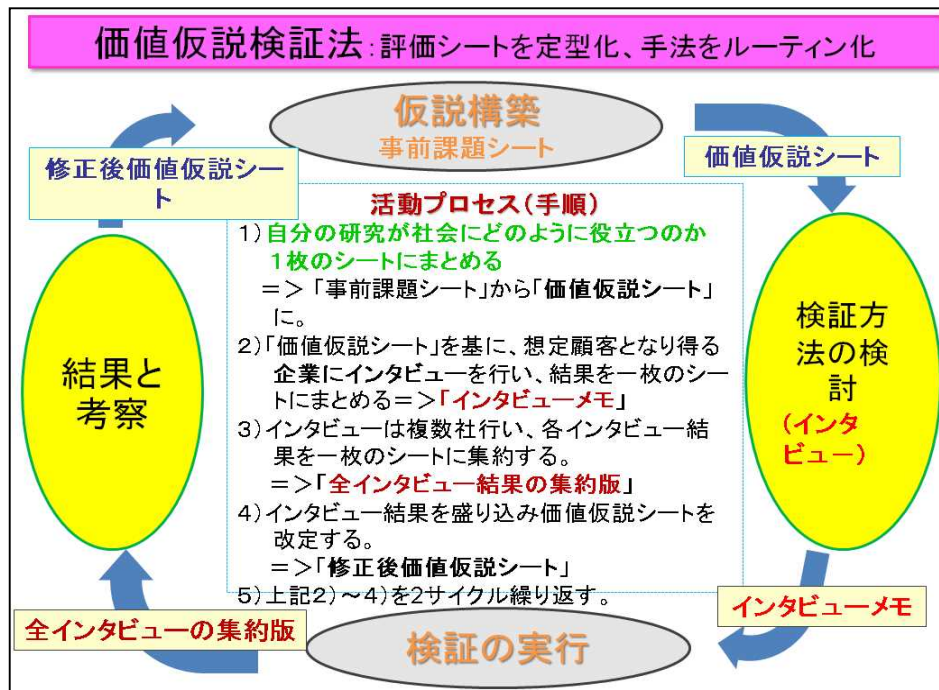 価値仮説検証法:評価シートを定型化、手法をルーティン化
仮説構築
事前課題シート
価値仮説シート
修正後価値仮説シー
ト
活動プロセス(手順)
1)自分の研究が社会にどのように役立つのか
1枚のシートにまとめる
=>「事前課題シート」から「価値仮説シート」
に。
2)「価値仮説シート」を基に、想定顧客となり得る
企業にインタビューを行い、結果を一枚のシー
トにまとめる=>「インタビューメモ」
3)インタビューは複数社行い、各インタビュー結
果を一枚のシートに集約する。
=>「全インタビュー結果の集約版」
4)インタビュー結果を盛り込み価値仮説シートを
改定する。
=>「修正後価値仮説シート」
5)上記2)~4)を2サイクル繰り返す。
検証方
法の検
討
(インタ
ビュー)
結果と
考察
インタビューメモ
全インタビューの集約版
検証の実行